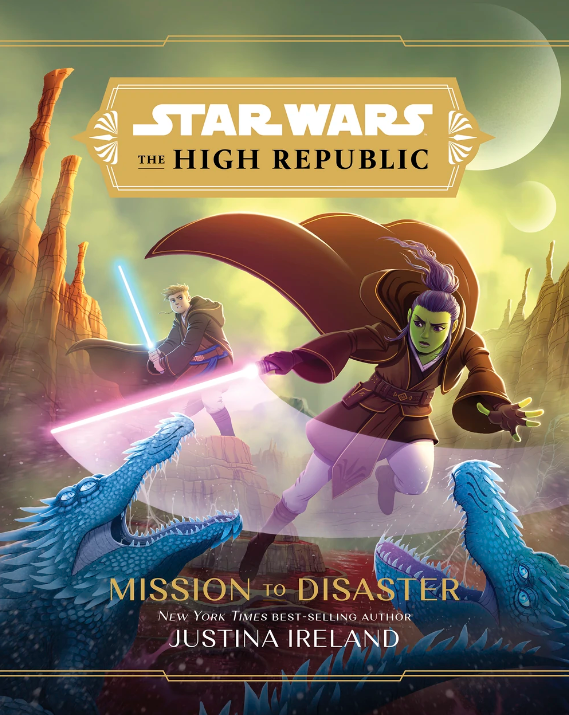 STAR WARS
THE HIGH REPUBLIC
MISSION TO DISASTER
NEW YORK TIMES BEST-SELLING AUTHOR
JUSTINA IRELAND